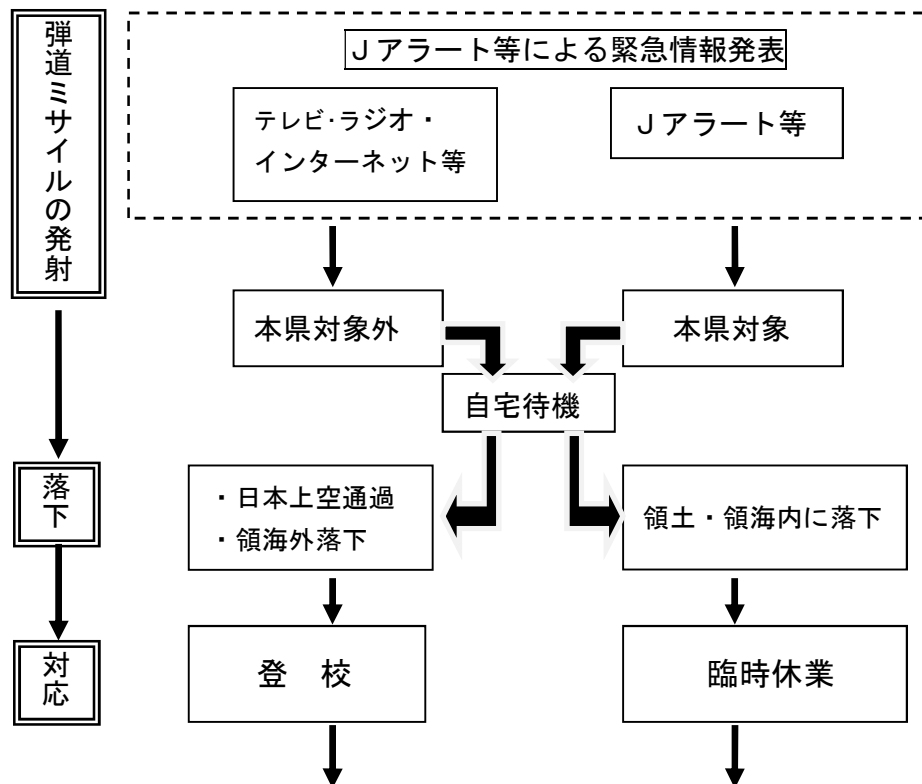 弾道ミサイルの発射
Jアラート等による緊急情報発表
テレビ・ラジオ・
インターネット等
Jアラート等
本県対象外
本県対象
自宅待機
落下
・日本上空通過
・領海外落下
領土・領海内に落下
対応
登　校
臨時休業